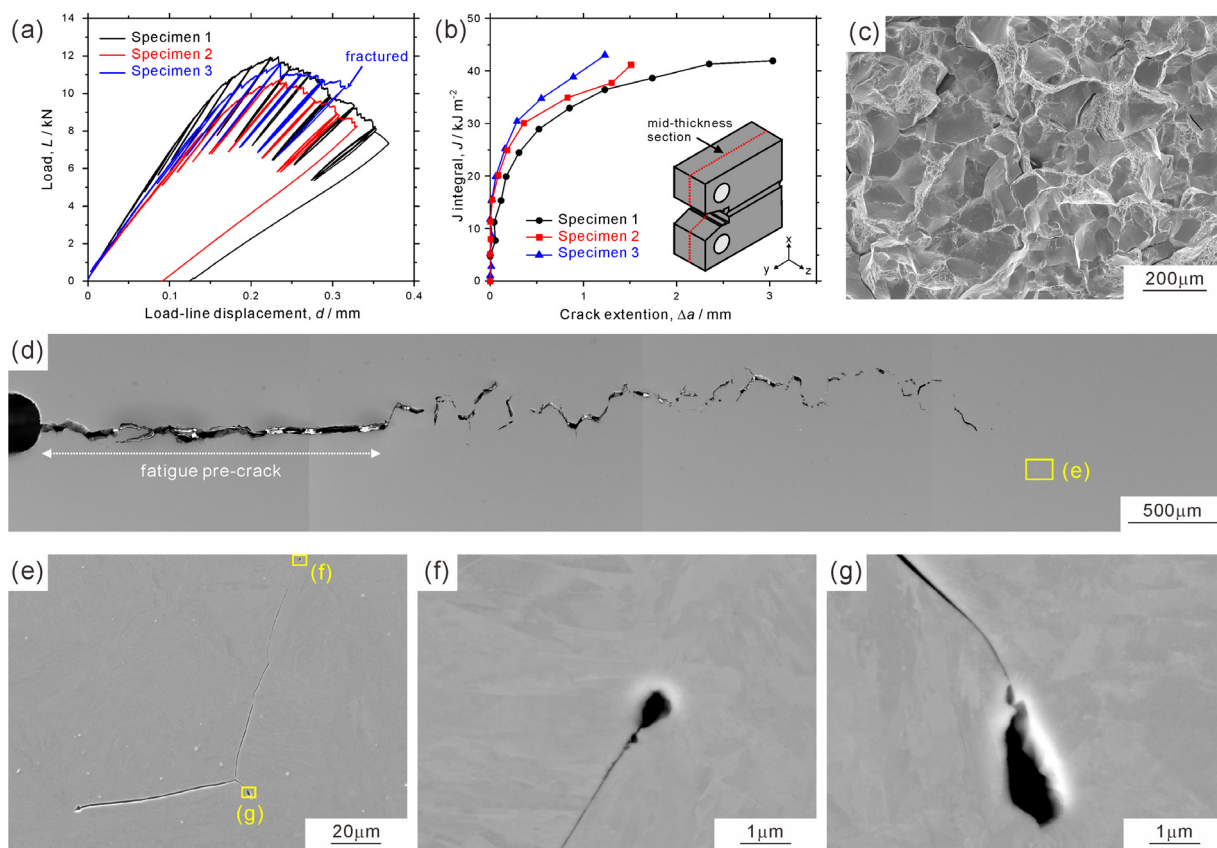 (a)
14
12
10
8
6
4
2
0
Load, L / kN
Specimen 1
Specimen 2
Specimen 3
fractured
0
0.1
0.2
0.3
0.4
Load-line displacement, d / mm
(b)
50
40
30
20
10
0
J integral, J / kJ m⁻²
mid-thickness
section
Specimen 1
Specimen 2
Specimen 3
x
y
z
0
1
2
3
Crack extention, Δa / mm
(c)
200μm
(d)
fatigue pre-crack
(e)
500μm
(e)
(f)
(g)
20μm
(f)
1μm
(g)
1μm